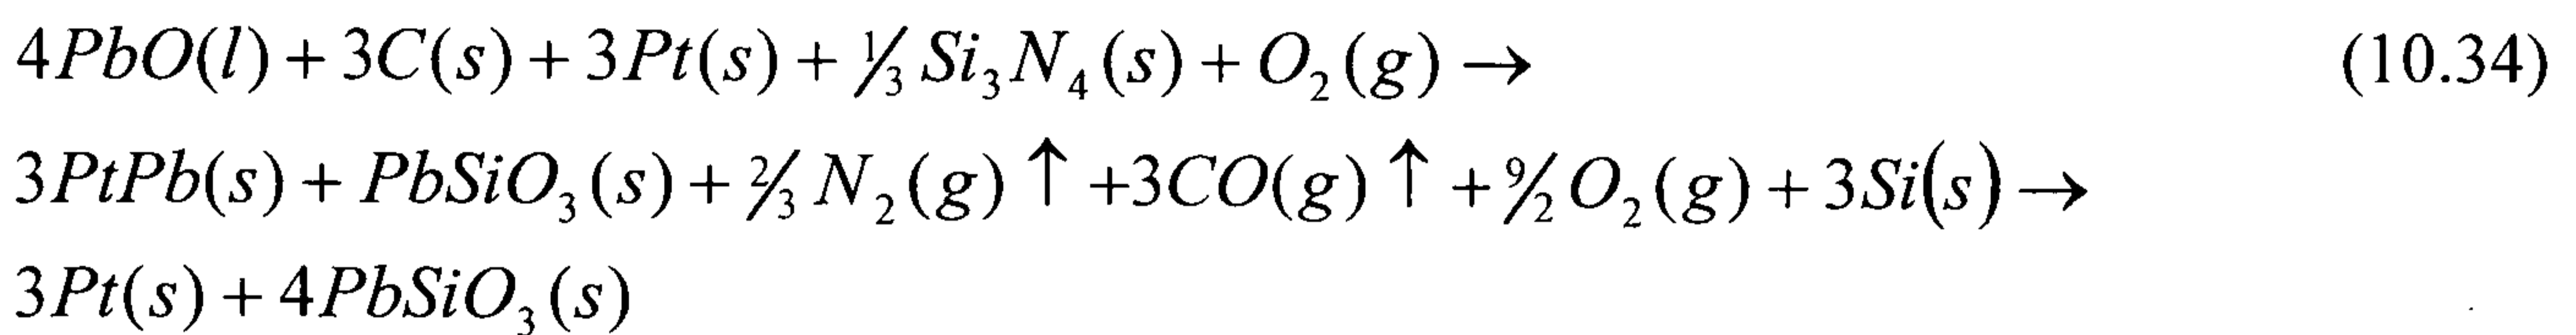 4PbO(l) + 3C(s) + 3Pt(s) + ⅓ Si₃N₄(s) + O₂(g) → (10.34)
3PtPb(s) + PbSiO₃(s) + ⅔ N₂(g) ↑ +3CO(g) ↑ + 9⁄2 O₂(g) + 3Si(s) →
3Pt(s) + 4PbSiO₃(s)